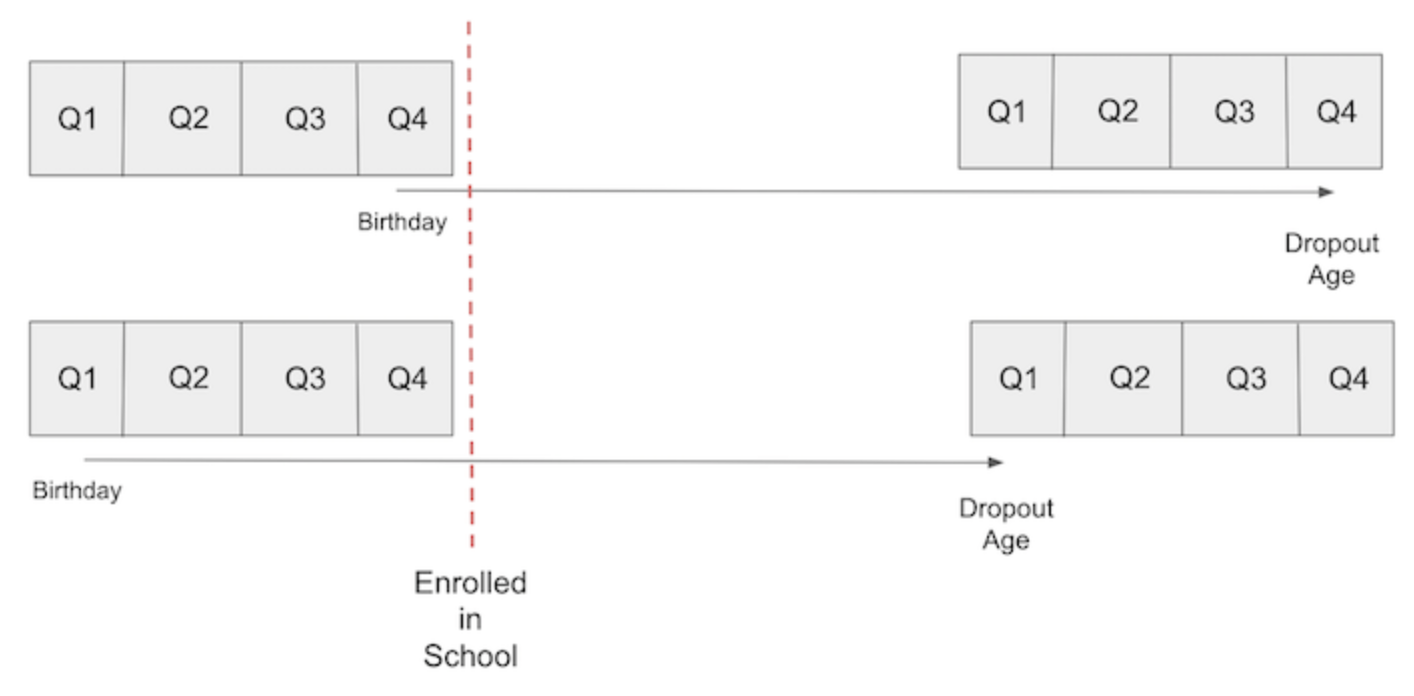 Q1 Q2 Q3 Q4
Q1 Q2 Q3 Q4
Birthday
Dropout
Age
Q1 Q2 Q3 Q4
Q1 Q2 Q3 Q4
Birthday
Dropout
Age
Enrolled
in
School